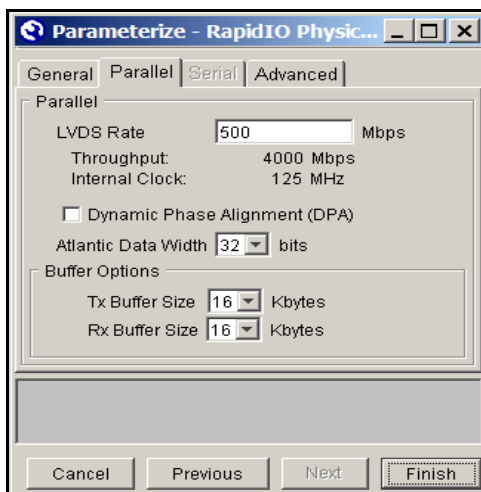 Parameterize - RapidIO Physic...
General Parallel Serial Advanced
Parallel
LVDS Rate 500 Mbps
Throughput: 4000 Mbps
Internal Clock: 125 MHz
Dynamic Phase Alignment (DPA)
Atlantic Data Width 32 bits
Buffer Options
Tx Buffer Size 16 Kbytes
Rx Buffer Size 16 Kbytes
Cancel Previous Next Finish